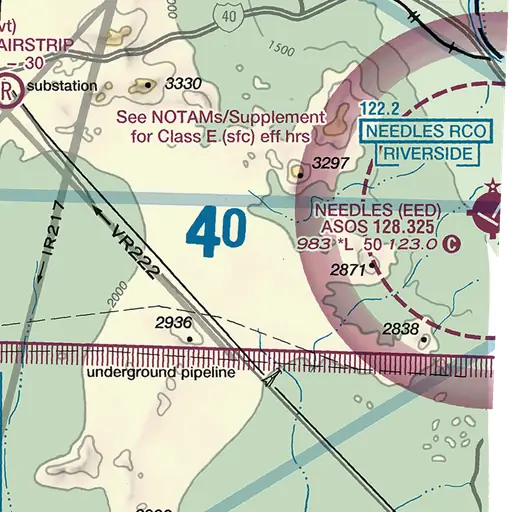 vt)
AIRSTRIP
- - 30
R
substation
40
1500
3330
See NOTAMs/Supplement
for Class E (sfc) eff hrs
3297
122.2
NEEDLES RCO
RIVERSIDE
NEEDLES (EED)
ASOS 128.325
983 *L 50 123.0 C
40
2871
IR217
VR222
2000
2936
2838
underground pipeline